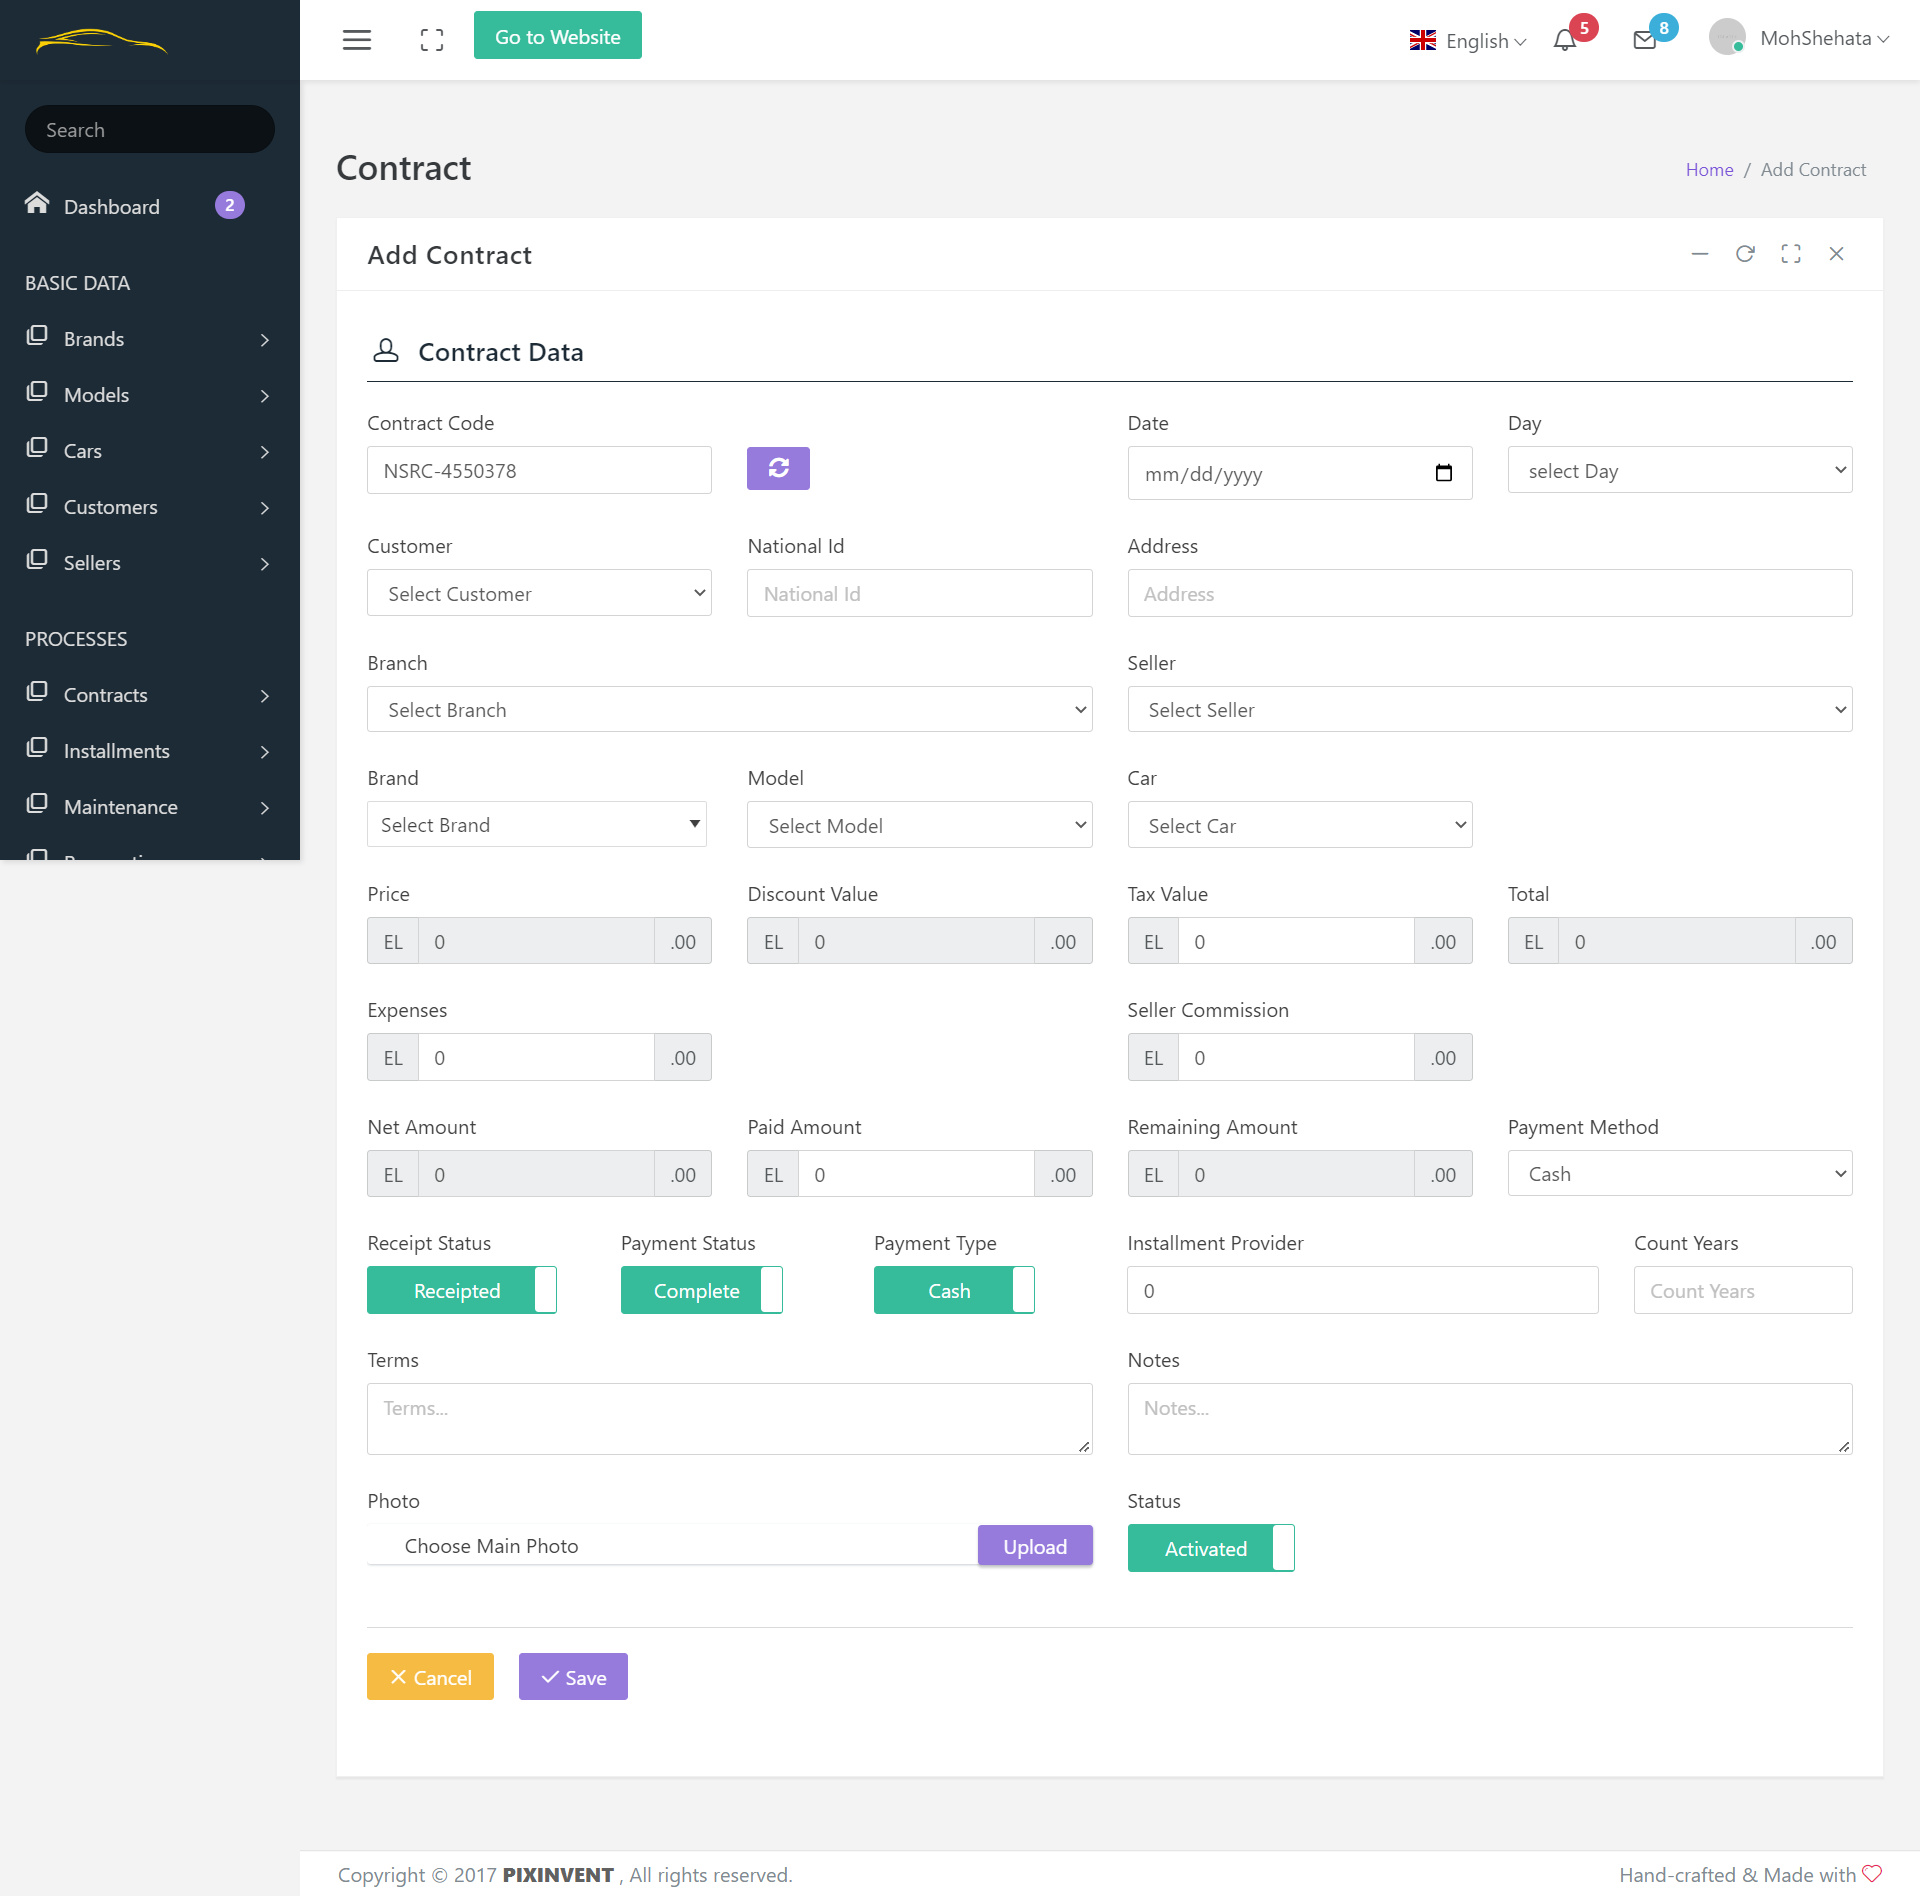 Go to Website
English
5
8
MohShehata
Search
Dashboard
2
BASIC DATA
Brands
Models
Cars
Customers
Sellers
PROCESSES
Contracts
Installments
Maintenance
Contract
Home / Add Contract
Add Contract
Contract Data
Contract Code
Date
Day
NSRC-4550378
mm/dd/yyyy
select Day
Customer
National Id
Address
Select Customer
National Id
Address
Branch
Seller
Select Branch
Select Seller
Brand
Model
Car
Select Brand
Select Model
Select Car
Price
Discount Value
Tax Value
Total
EL 0 .00
EL 0 .00
EL 0 .00
EL 0 .00
Expenses
Seller Commission
EL 0 .00
EL 0 .00
Net Amount
Paid Amount
Remaining Amount
Payment Method
EL 0 .00
EL 0 .00
EL 0 .00
Cash
Receipt Status
Payment Status
Payment Type
Installment Provider
Count Years
Receipted
Complete
Cash
0
Count Years
Terms
Notes
Terms...
Notes...
Photo
Status
Choose Main Photo
Upload
Activated
Cancel
Save
Copyright © 2017 PIXINVENT , All rights reserved.
Hand-crafted & Made with